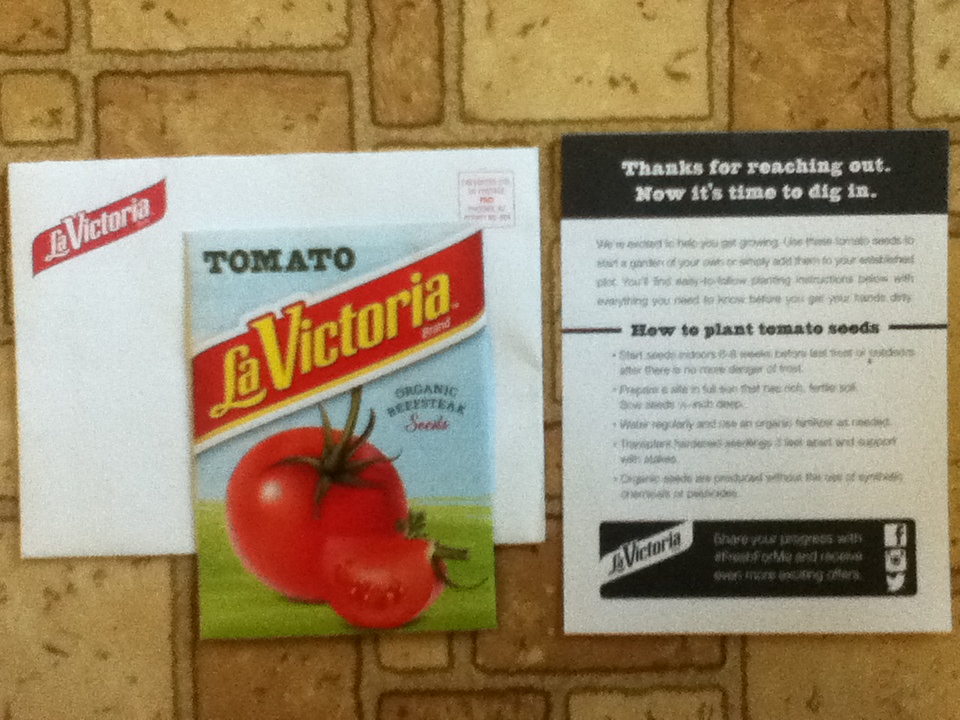 La Victoria
PAID
TOMATO
La Victoria
Brand
ORGANIC
BEEFSTEAK
Seeds
Thanks for reaching out.
Now it's time to dig in.
We're excited to help you get growing. Use these tomato seeds to
start a garden of your own or simply add them to your established
plot. You'll find easy-to-follow planting instructions below with
everything you need to know before you get your hands dirty.
How to plant tomato seeds
• Start seeds indoors 6-8 weeks before last frost or outdoors
after there is no more danger of frost.
• Prepare a site in full sun that has rich, fertile soil.
Sow seeds ½-inch deep.
• Water regularly and use an organic fertilizer as needed.
• Transplant hardened seedlings 3 feet apart and support
with stakes.
• Organic seeds are produced without the use of synthetic
chemicals or pesticides.
La Victoria
Share your progress with
#FreshForMe and receive
even more exciting offers.